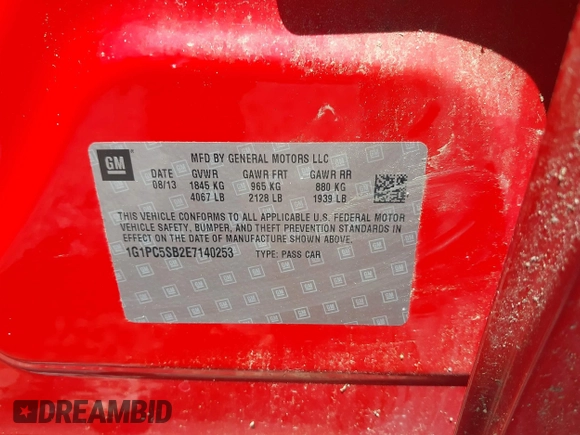 GM
MFD BY GENERAL MOTORS LLC
DATE GVWR GAWR FRT GAWR RR
08/13 1845 KG 965 KG 880 KG
4067 LB 2128 LB 1939 LB
THIS VEHICLE CONFORMS TO ALL APPLICABLE U.S. FEDERAL MOTOR
VEHICLE SAFETY, BUMPER, AND THEFT PREVENTION STANDARDS IN
EFFECT ON THE DATE OF MANUFACTURE SHOWN ABOVE.
1G1PC5SB2E7140253 TYPE: PASS CAR
DREAMBID